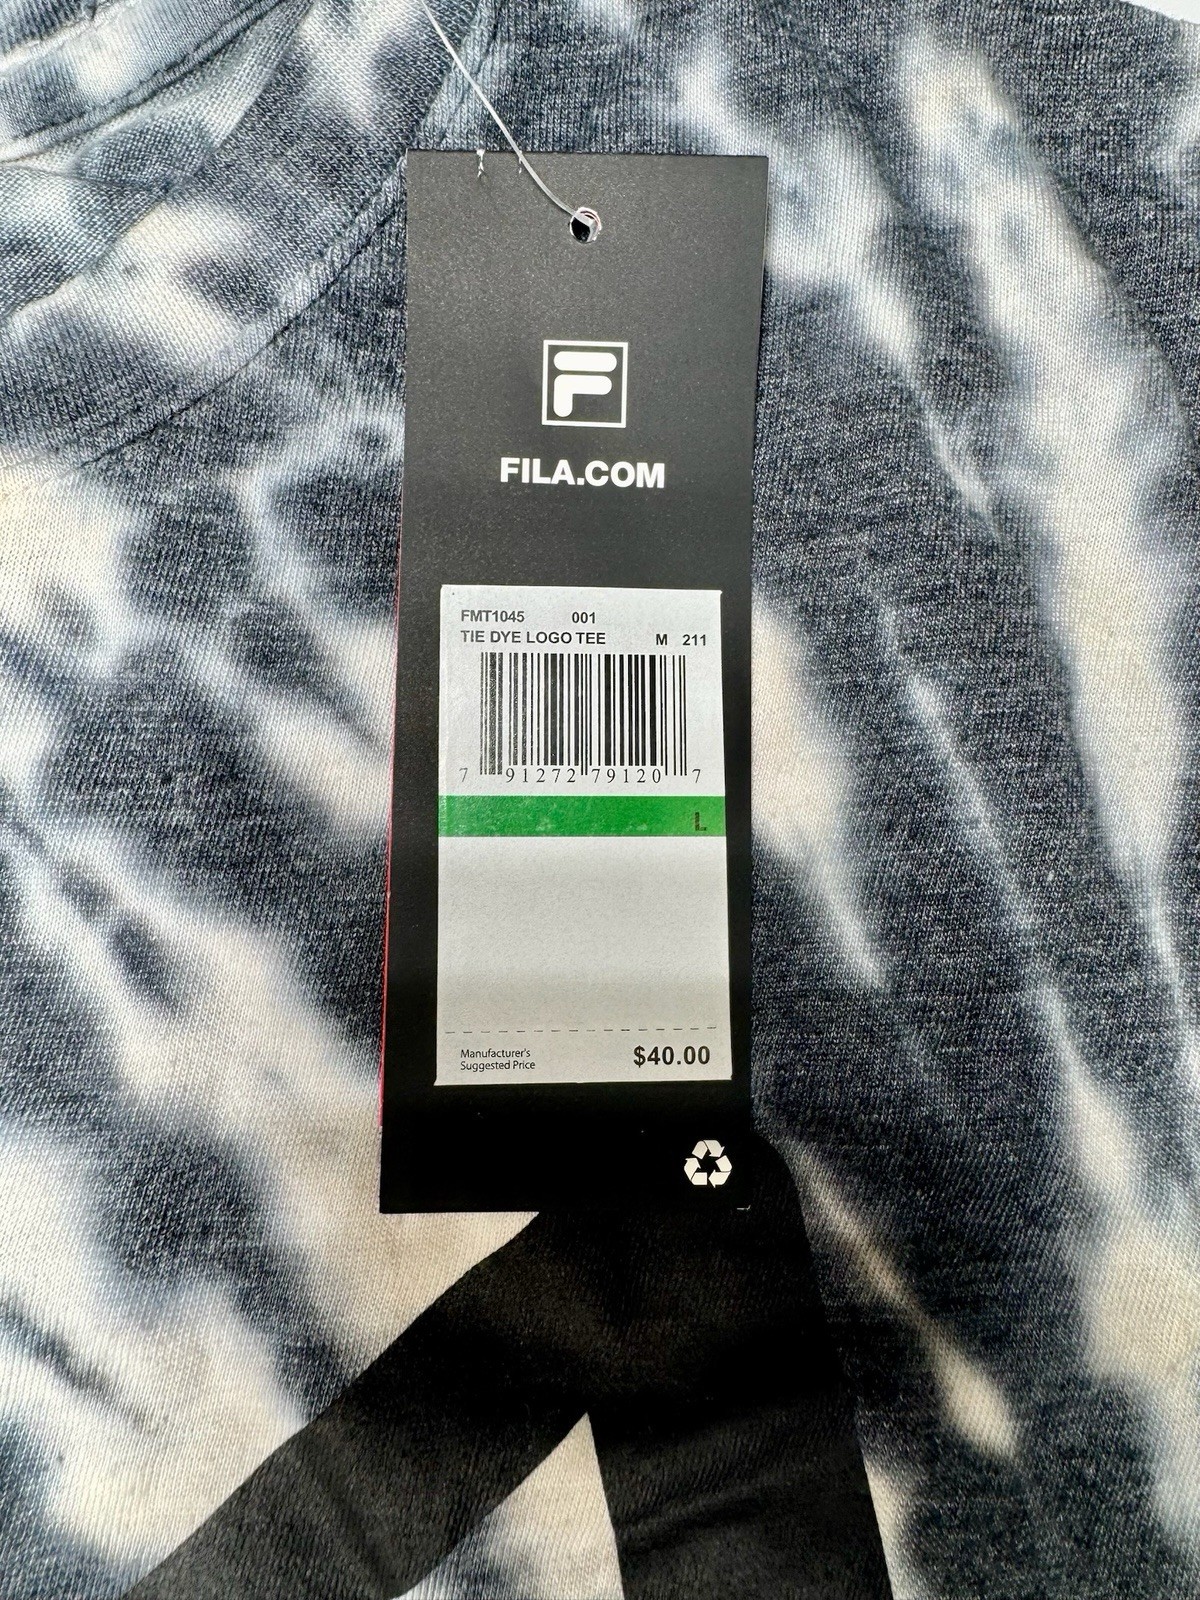 F
FILA.COM
FMT1045 001
TIE DYE LOGO TEE M 211
7 91272 79120 7
L
Manufacturer's
Suggested Price $40.00